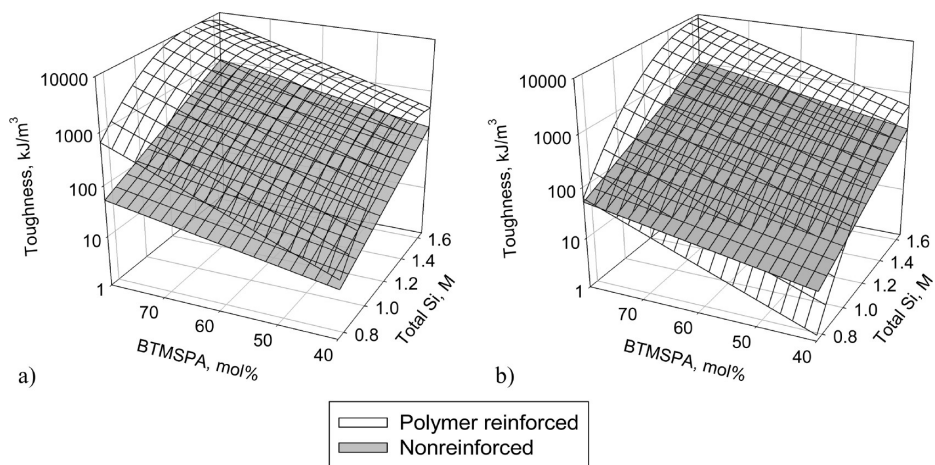 10000
1000
100
10
1
Toughness, kJ/m³
70
60
50
40
BTMSPA, mol%
0.8
1.0
1.2
1.4
1.6
Total Si, M
a)
10000
1000
100
10
1
Toughness, kJ/m³
70
60
50
40
BTMSPA, mol%
0.8
1.0
1.2
1.4
1.6
Total Si, M
b)
Polymer reinforced
Nonreinforced